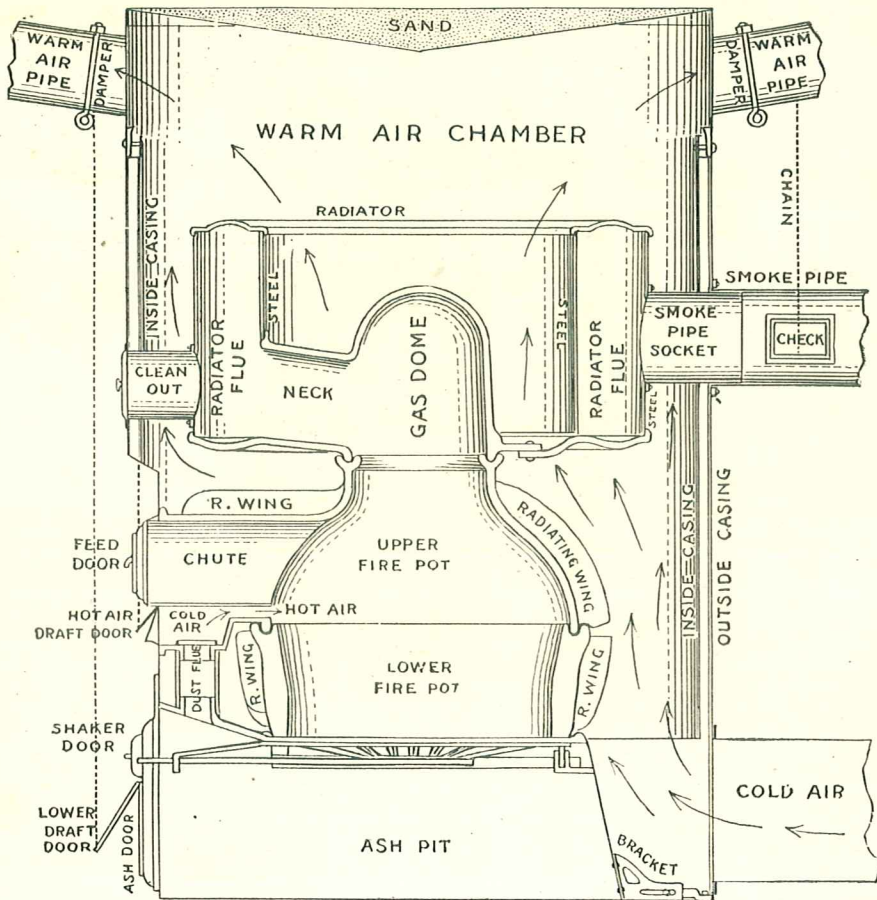 SAND
WARM
AIR
PIPE
DAMPER
DAMPER
WARM
AIR
PIPE
WARM AIR CHAMBER
CHAIN
RADIATOR
INSIDE CASING
STEEL
STEEL
SMOKE PIPE
SMOKE
PIPE
SOCKET
CHECK
RADIATOR
FLUE
RADIATOR
FLUE
GAS DOME
CLEAN
OUT
NECK
STEEL
R. WING
FEED
DOOR
CHUTE
UPPER
FIRE POT
RADIATING WING
INSIDE CASING
OUTSIDE CASING
HOT AIR
DRAFT DOOR
COLD
AIR
HOT AIR
DUST FLUE
R. WING
LOWER
FIRE POT
R. WING
SHAKER
DOOR
LOWER
DRAFT
DOOR
ASH DOOR
ASH PIT
BRACKET
COLD AIR